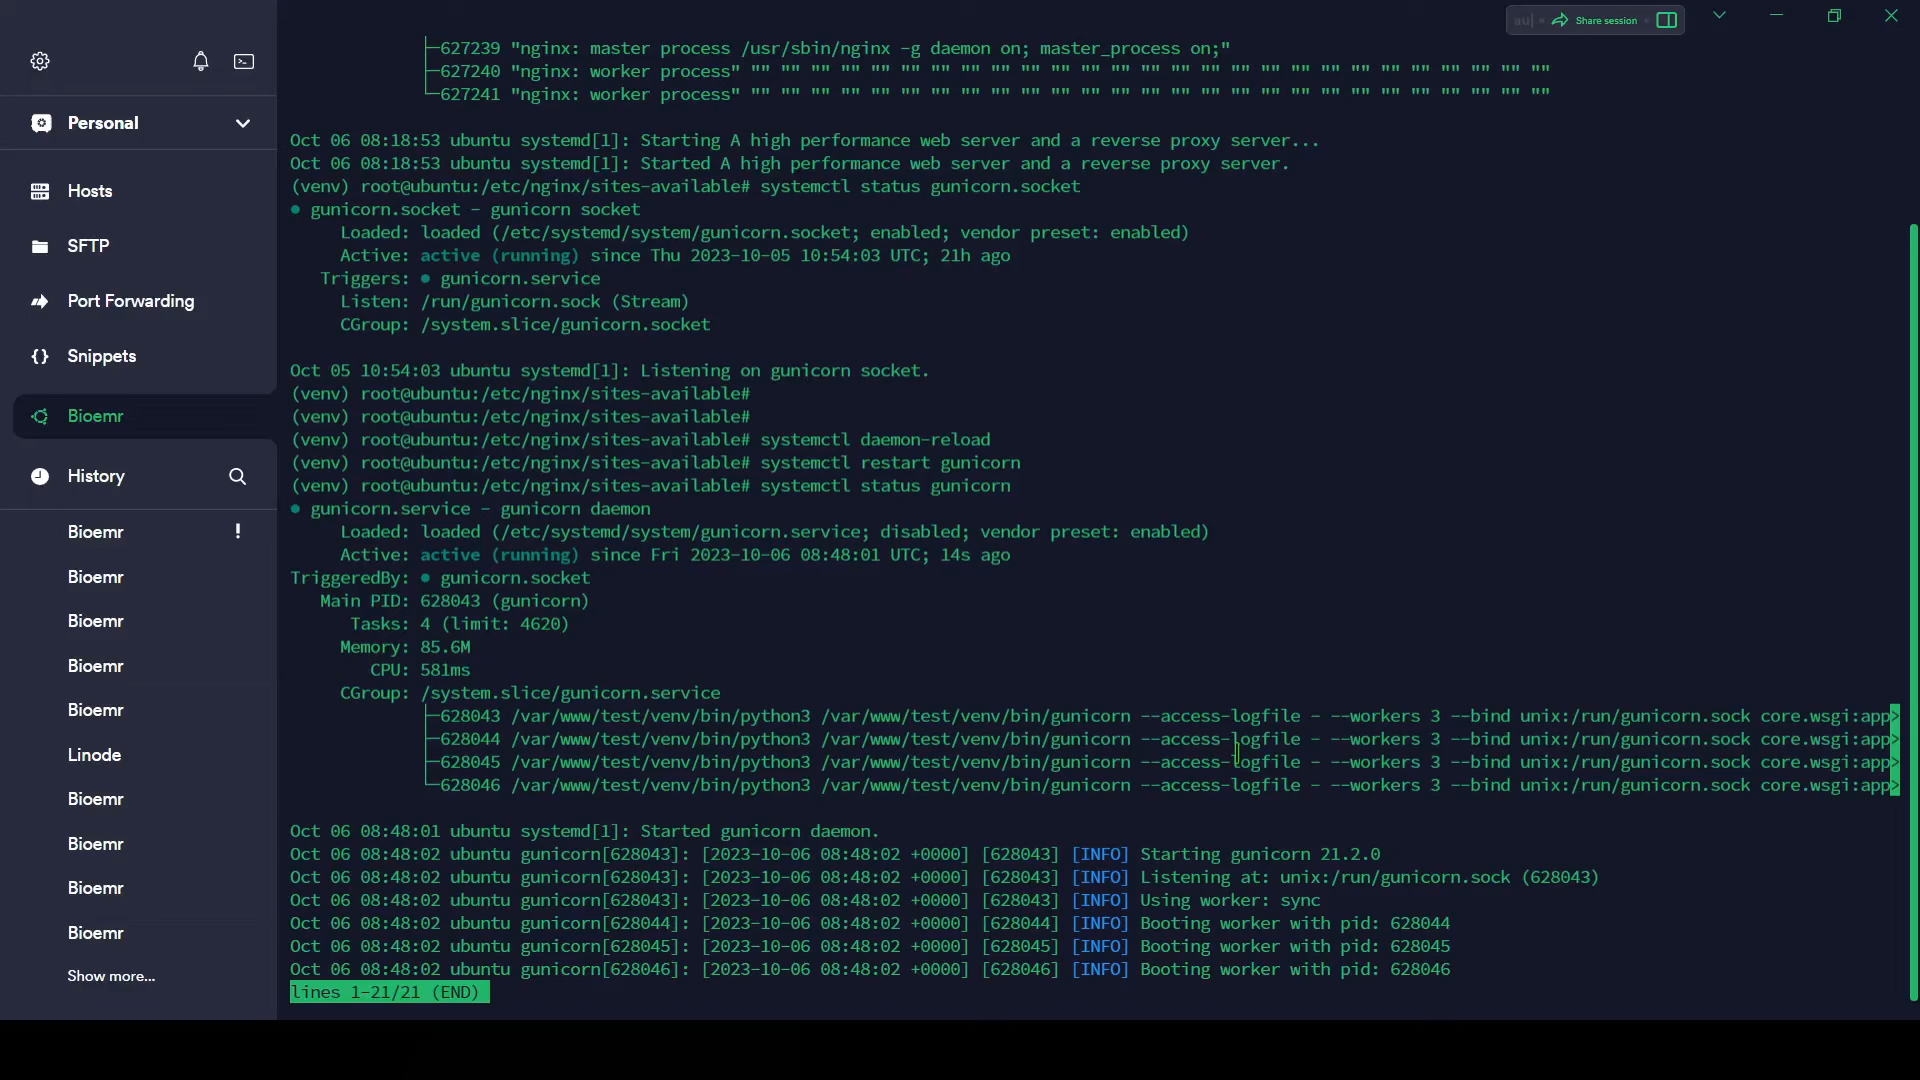 au
Share session
Personal
Hosts
SFTP
Port Forwarding
Snippets
Bioemr
History
Bioemr !
Bioemr
Bioemr
Bioemr
Bioemr
Linode
Bioemr
Bioemr
Bioemr
Bioemr
Show more...
├─627239 "nginx: master process /usr/sbin/nginx -g daemon on; master_process on;"
├─627240 "nginx: worker process" "" "" "" "" "" "" "" "" "" "" "" "" "" "" "" "" "" "" "" "" "" "" "" "" "" "" ""
└─627241 "nginx: worker process" "" "" "" "" "" "" "" "" "" "" "" "" "" "" "" "" "" "" "" "" "" "" "" "" "" "" ""
Oct 06 08:18:53 ubuntu systemd[1]: Starting A high performance web server and a reverse proxy server...
Oct 06 08:18:53 ubuntu systemd[1]: Started A high performance web server and a reverse proxy server.
(venv) root@ubuntu:/etc/nginx/sites-available# systemctl status gunicorn.socket
● gunicorn.socket - gunicorn socket
Loaded: loaded (/etc/systemd/system/gunicorn.socket; enabled; vendor preset: enabled)
Active: active (running) since Thu 2023-10-05 10:54:03 UTC; 21h ago
Triggers: ● gunicorn.service
Listen: /run/gunicorn.sock (Stream)
CGroup: /system.slice/gunicorn.socket
Oct 05 10:54:03 ubuntu systemd[1]: Listening on gunicorn socket.
(venv) root@ubuntu:/etc/nginx/sites-available#
(venv) root@ubuntu:/etc/nginx/sites-available#
(venv) root@ubuntu:/etc/nginx/sites-available# systemctl daemon-reload
(venv) root@ubuntu:/etc/nginx/sites-available# systemctl restart gunicorn
(venv) root@ubuntu:/etc/nginx/sites-available# systemctl status gunicorn
● gunicorn.service - gunicorn daemon
Loaded: loaded (/etc/systemd/system/gunicorn.service; disabled; vendor preset: enabled)
Active: active (running) since Fri 2023-10-06 08:48:01 UTC; 14s ago
TriggeredBy: ● gunicorn.socket
Main PID: 628043 (gunicorn)
Tasks: 4 (limit: 4620)
Memory: 85.6M
CPU: 581ms
CGroup: /system.slice/gunicorn.service
├─628043 /var/www/test/venv/bin/python3 /var/www/test/venv/bin/gunicorn --access-logfile - --workers 3 --bind unix:/run/gunicorn.sock core.wsgi:app>
├─628044 /var/www/test/venv/bin/python3 /var/www/test/venv/bin/gunicorn --access-logfile - --workers 3 --bind unix:/run/gunicorn.sock core.wsgi:app>
├─628045 /var/www/test/venv/bin/python3 /var/www/test/venv/bin/gunicorn --access-logfile - --workers 3 --bind unix:/run/gunicorn.sock core.wsgi:app>
└─628046 /var/www/test/venv/bin/python3 /var/www/test/venv/bin/gunicorn --access-logfile - --workers 3 --bind unix:/run/gunicorn.sock core.wsgi:app>
Oct 06 08:48:01 ubuntu systemd[1]: Started gunicorn daemon.
Oct 06 08:48:02 ubuntu gunicorn[628043]: [2023-10-06 08:48:02 +0000] [628043] [INFO] Starting gunicorn 21.2.0
Oct 06 08:48:02 ubuntu gunicorn[628043]: [2023-10-06 08:48:02 +0000] [628043] [INFO] Listening at: unix:/run/gunicorn.sock (628043)
Oct 06 08:48:02 ubuntu gunicorn[628043]: [2023-10-06 08:48:02 +0000] [628043] [INFO] Using worker: sync
Oct 06 08:48:02 ubuntu gunicorn[628044]: [2023-10-06 08:48:02 +0000] [628044] [INFO] Booting worker with pid: 628044
Oct 06 08:48:02 ubuntu gunicorn[628045]: [2023-10-06 08:48:02 +0000] [628045] [INFO] Booting worker with pid: 628045
Oct 06 08:48:02 ubuntu gunicorn[628046]: [2023-10-06 08:48:02 +0000] [628046] [INFO] Booting worker with pid: 628046
lines 1-21/21 (END)